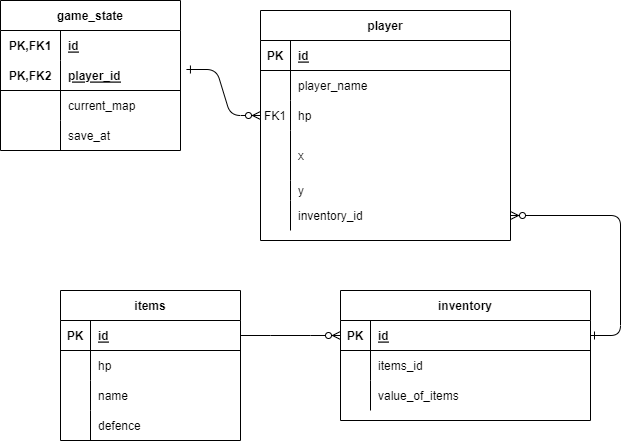 game_state
PK,FK1 id
PK,FK2 player_id
current_map
save_at
player
PK id
player_name
FK1 hp
x
y
inventory_id
items
PK id
hp
name
defence
inventory
PK id
items_id
value_of_items